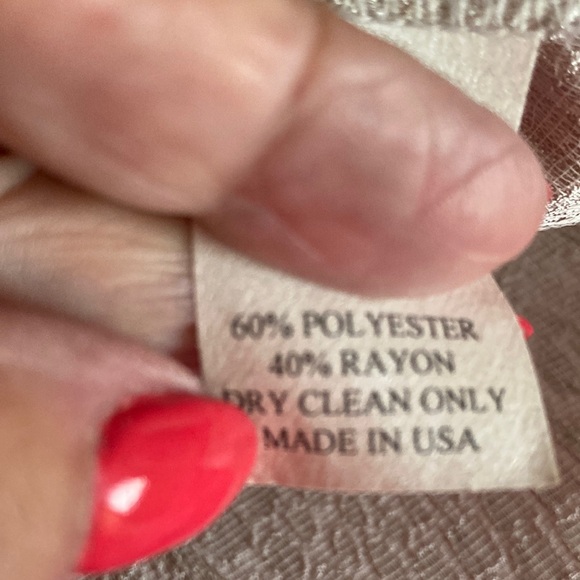 60% POLYESTER
40% RAYON
DRY CLEAN ONLY
MADE IN USA